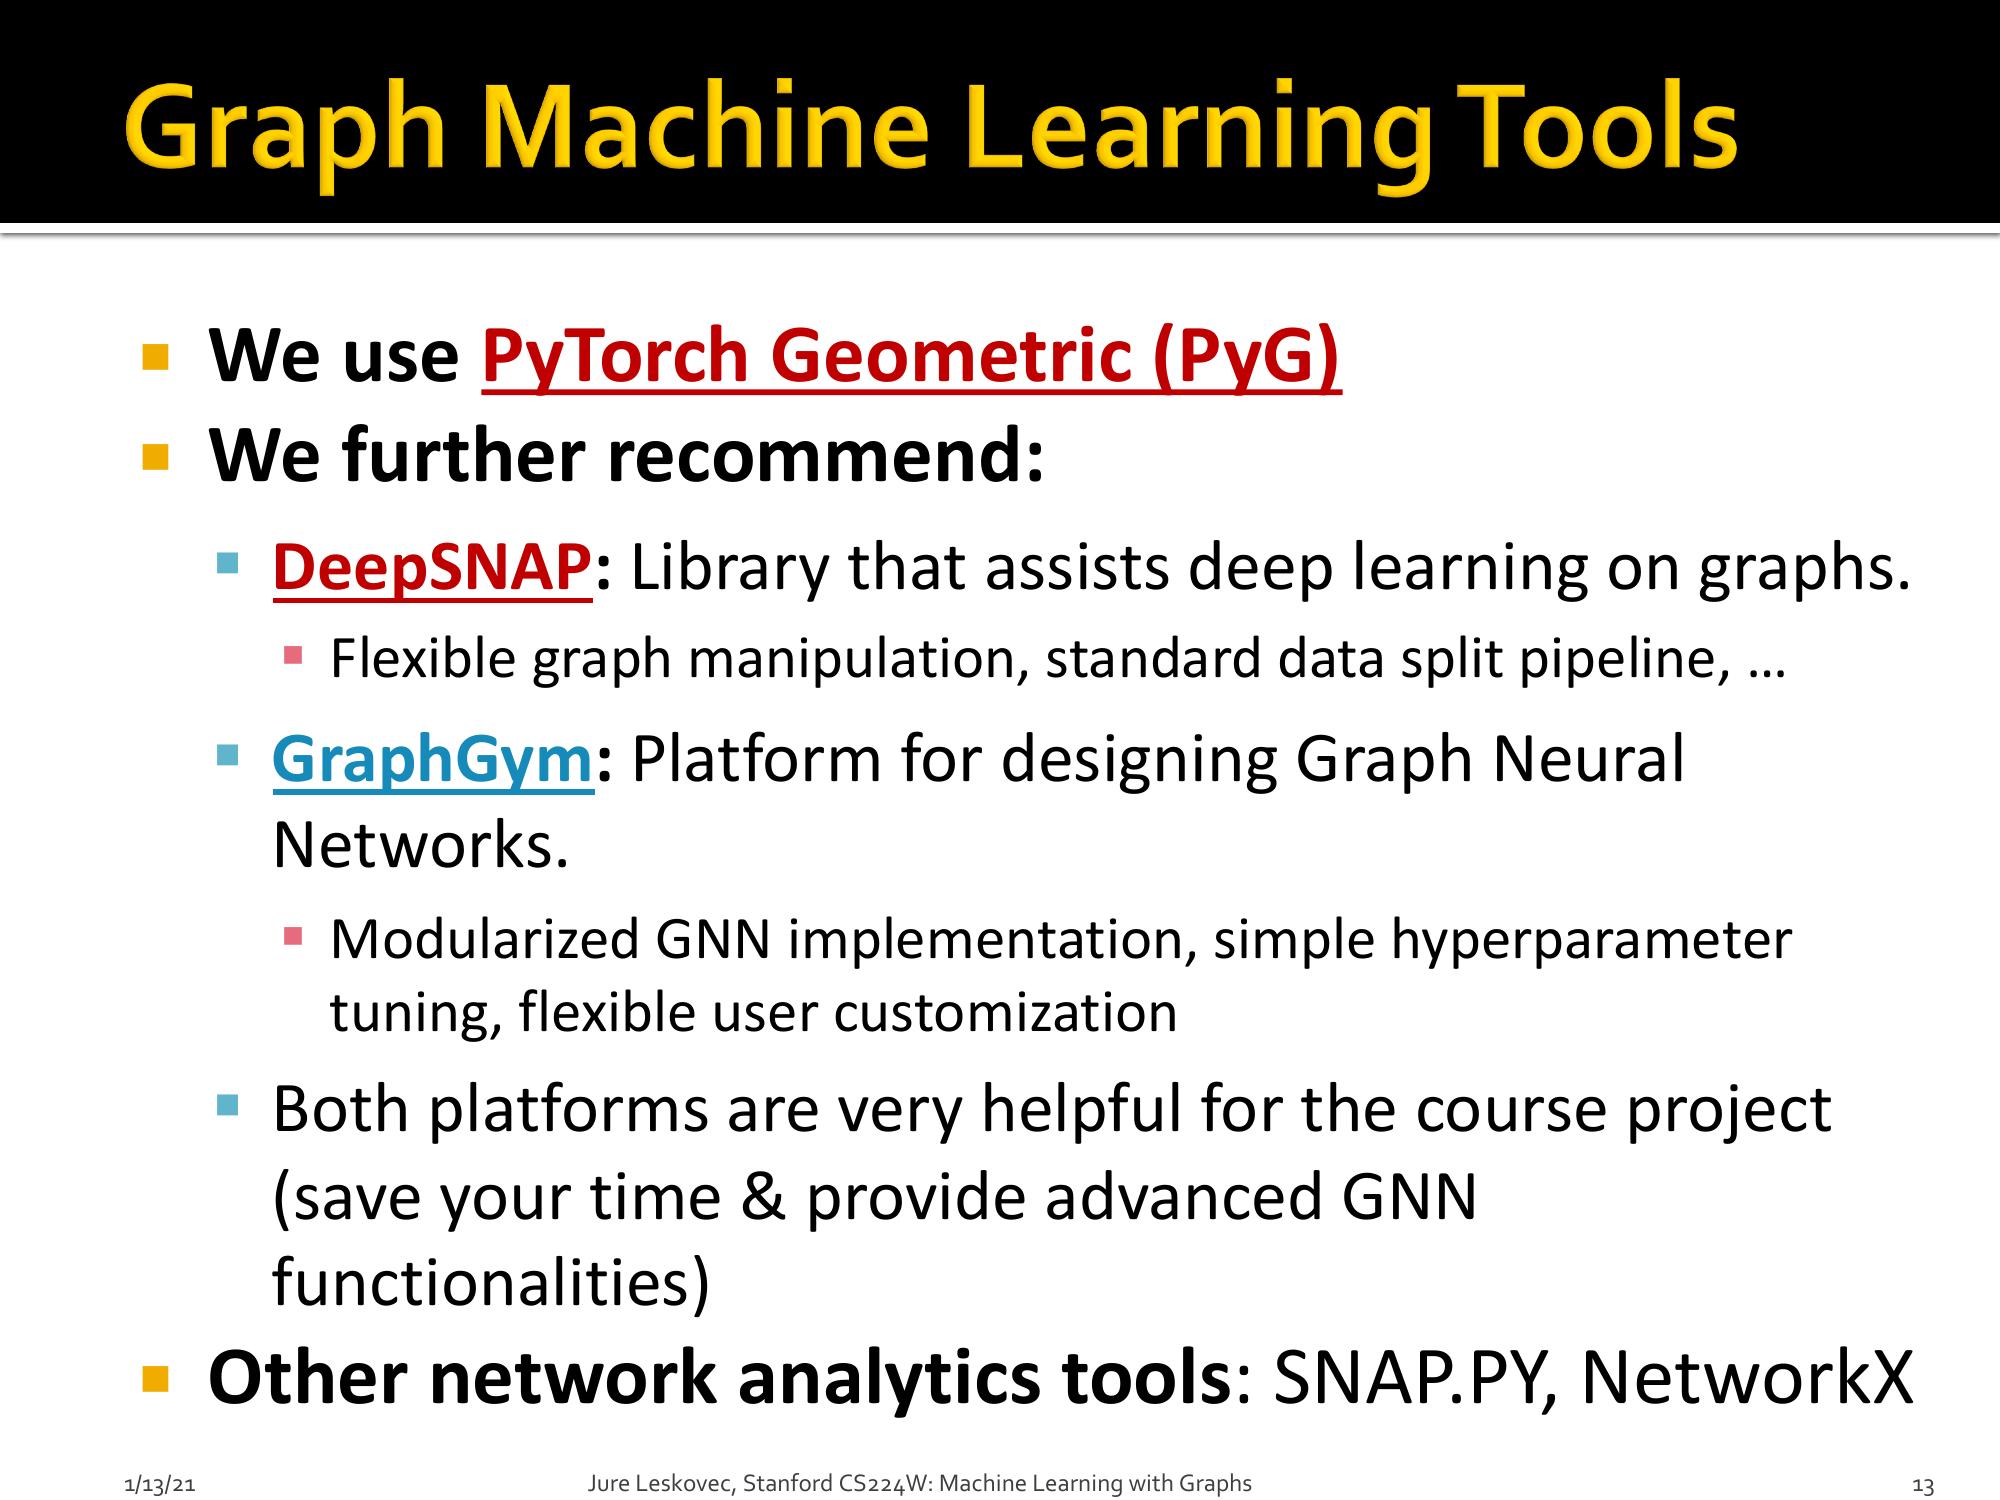 Graph Machine Learning Tools
We use PyTorch Geometric (PyG)
We further recommend:
DeepSNAP: Library that assists deep learning on graphs.
Flexible graph manipulation, standard data split pipeline, …
GraphGym: Platform for designing Graph Neural
Networks.
Modularized GNN implementation, simple hyperparameter
tuning, flexible user customization
Both platforms are very helpful for the course project
(save your time & provide advanced GNN
functionalities)
Other network analytics tools: SNAP.PY, NetworkX
1/13/21
Jure Leskovec, Stanford CS224W: Machine Learning with Graphs
13